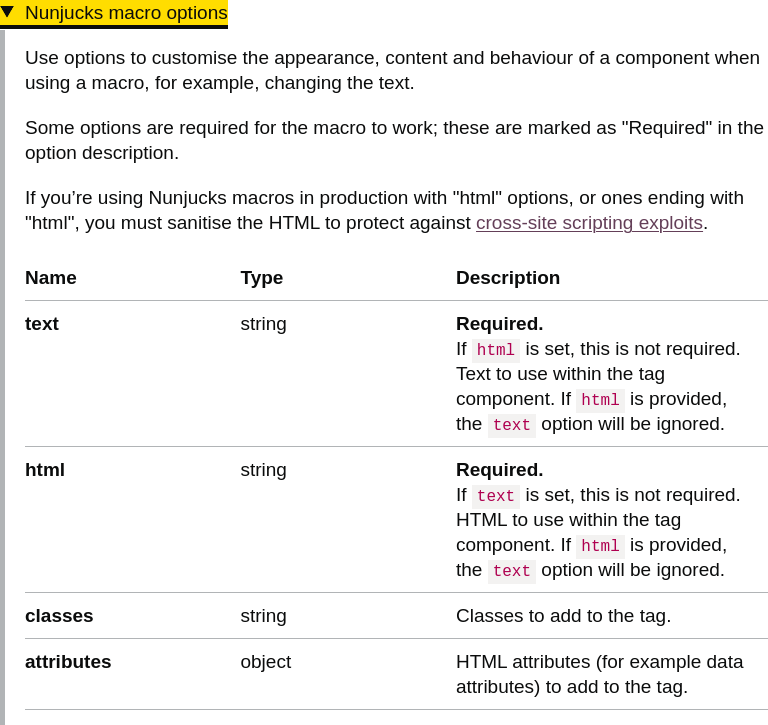 Nunjucks macro options
Use options to customise the appearance, content and behaviour of a component when
using a macro, for example, changing the text.
Some options are required for the macro to work; these are marked as "Required" in the
option description.
If you’re using Nunjucks macros in production with "html" options, or ones ending with
"html", you must sanitise the HTML to protect against cross-site scripting exploits.
Name Type Description
text string Required.
If html is set, this is not required.
Text to use within the tag
component. If html is provided,
the text option will be ignored.
html string Required.
If text is set, this is not required.
HTML to use within the tag
component. If html is provided,
the text option will be ignored.
classes string Classes to add to the tag.
attributes object HTML attributes (for example data
attributes) to add to the tag.